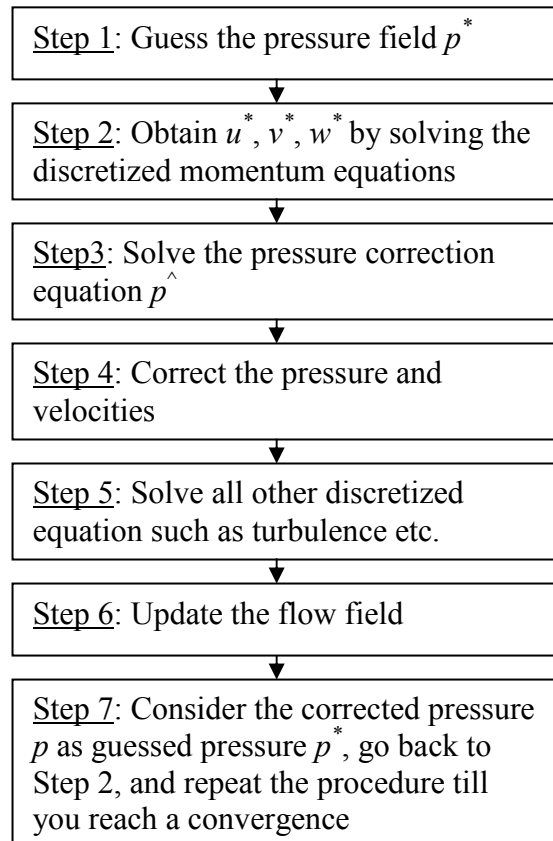 Step 1: Guess the pressure field p*
Step 2: Obtain u*, v*, w* by solving the
discretized momentum equations
Step3: Solve the pressure correction
equation p^
Step 4: Correct the pressure and
velocities
Step 5: Solve all other discretized
equation such as turbulence etc.
Step 6: Update the flow field
Step 7: Consider the corrected pressure
p as guessed pressure p*, go back to
Step 2, and repeat the procedure till
you reach a convergence